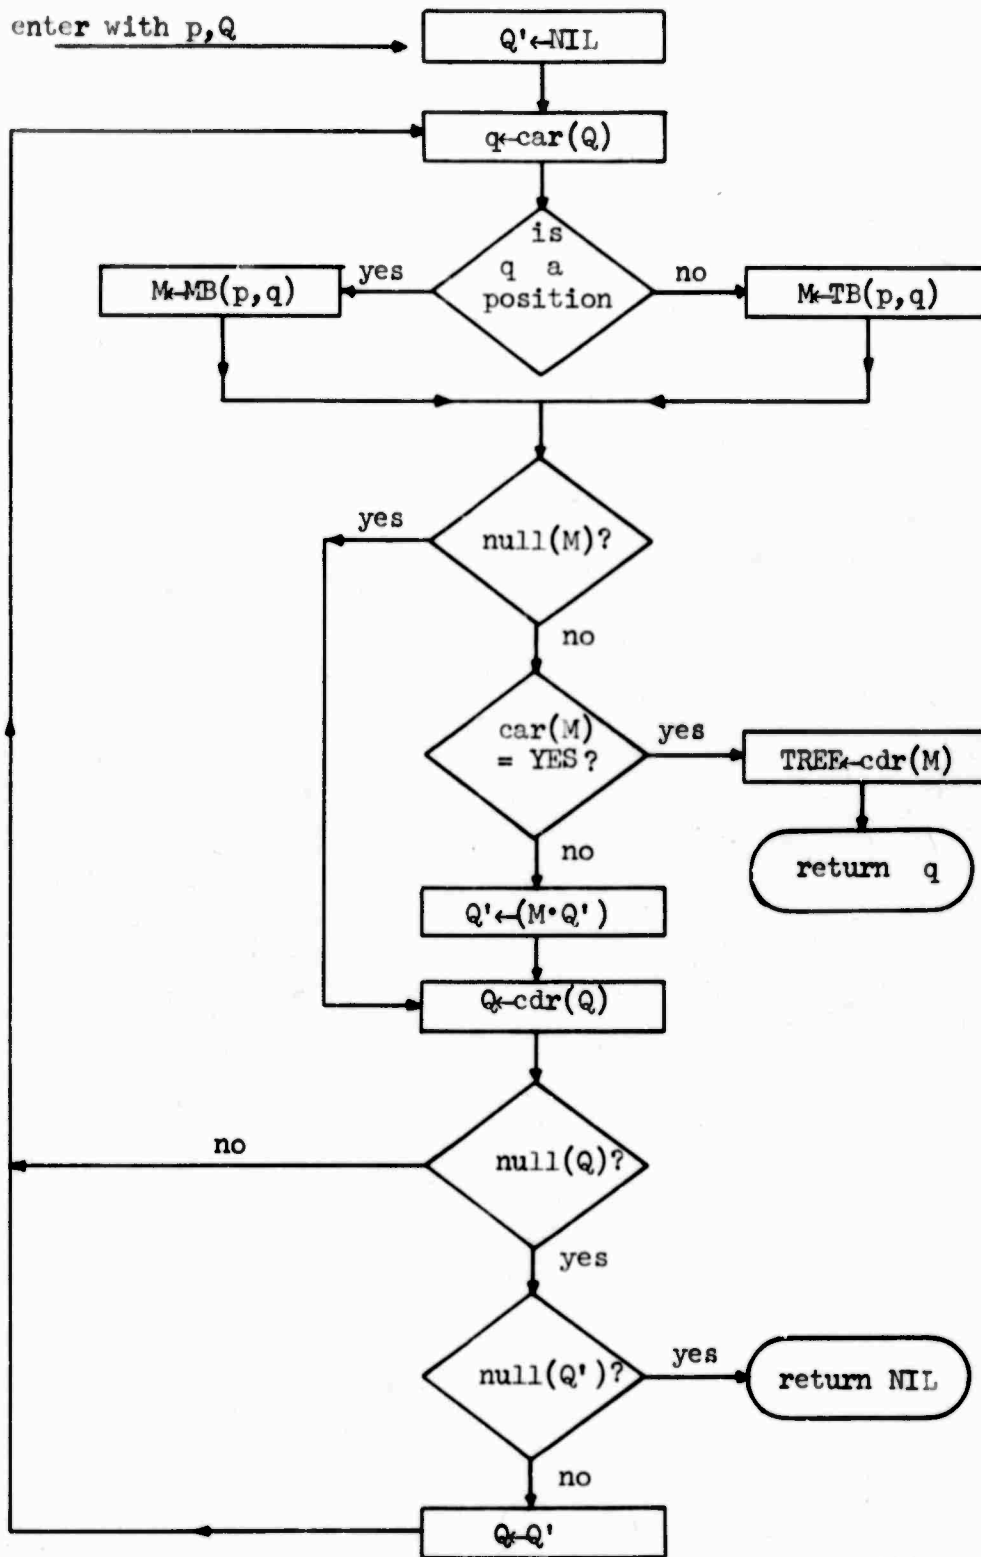 enter with p,Q
Q'←NIL
q←car(Q)
is
q a
position
yes
no
M←MB(p,q)
M←TB(p,q)
null(M)?
yes
no
car(M)
= YES?
yes
no
TREE←cdr(M)
return q
Q'←(M·Q')
Q←cdr(Q)
null(Q)?
no
yes
null(Q')?
yes
no
return NIL
Q←Q'